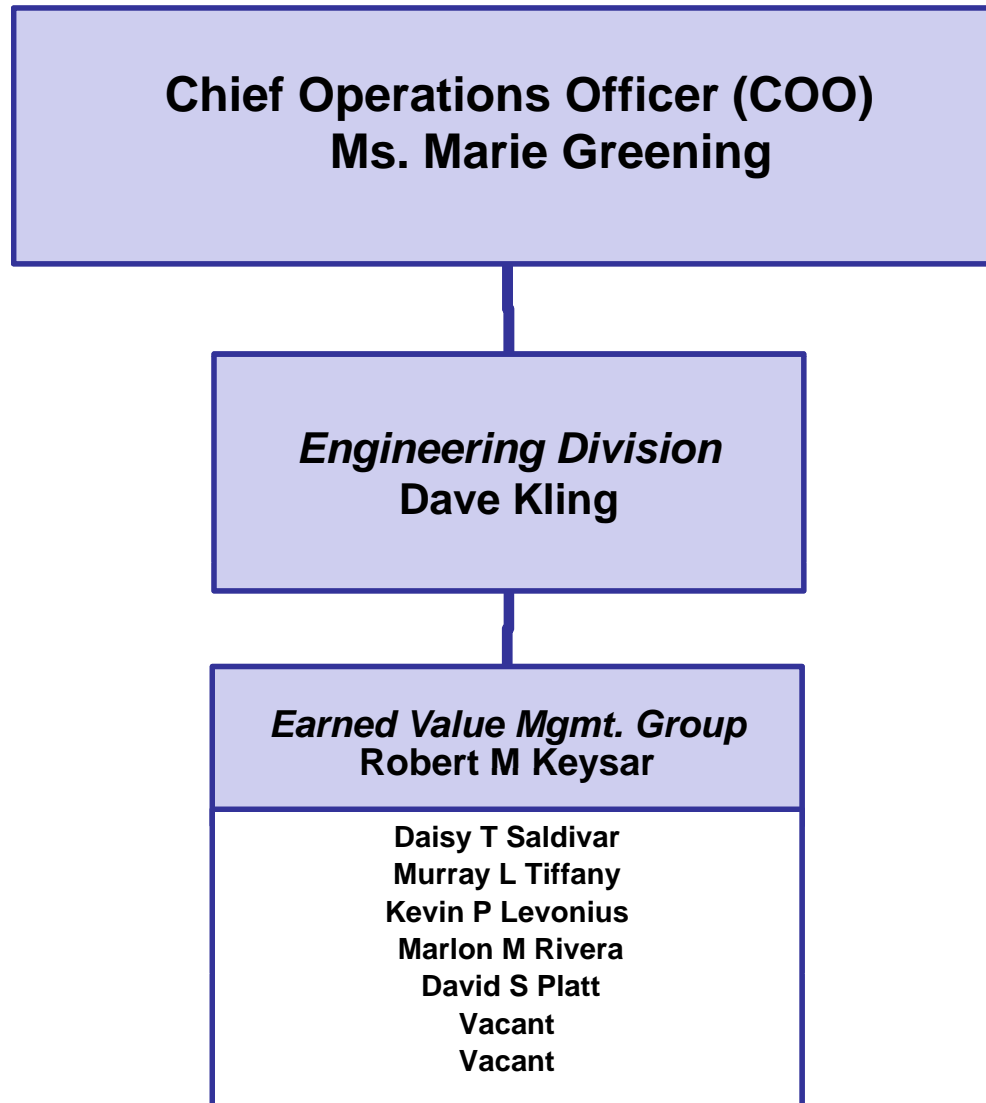 Chief Operations Officer (COO)
Ms. Marie Greening
Engineering Division
Dave Kling
Earned Value Mgmt. Group
Robert M Keysar
Daisy T Saldivar
Murray L Tiffany
Kevin P Levonius
Marlon M Rivera
David S Platt
Vacant
Vacant